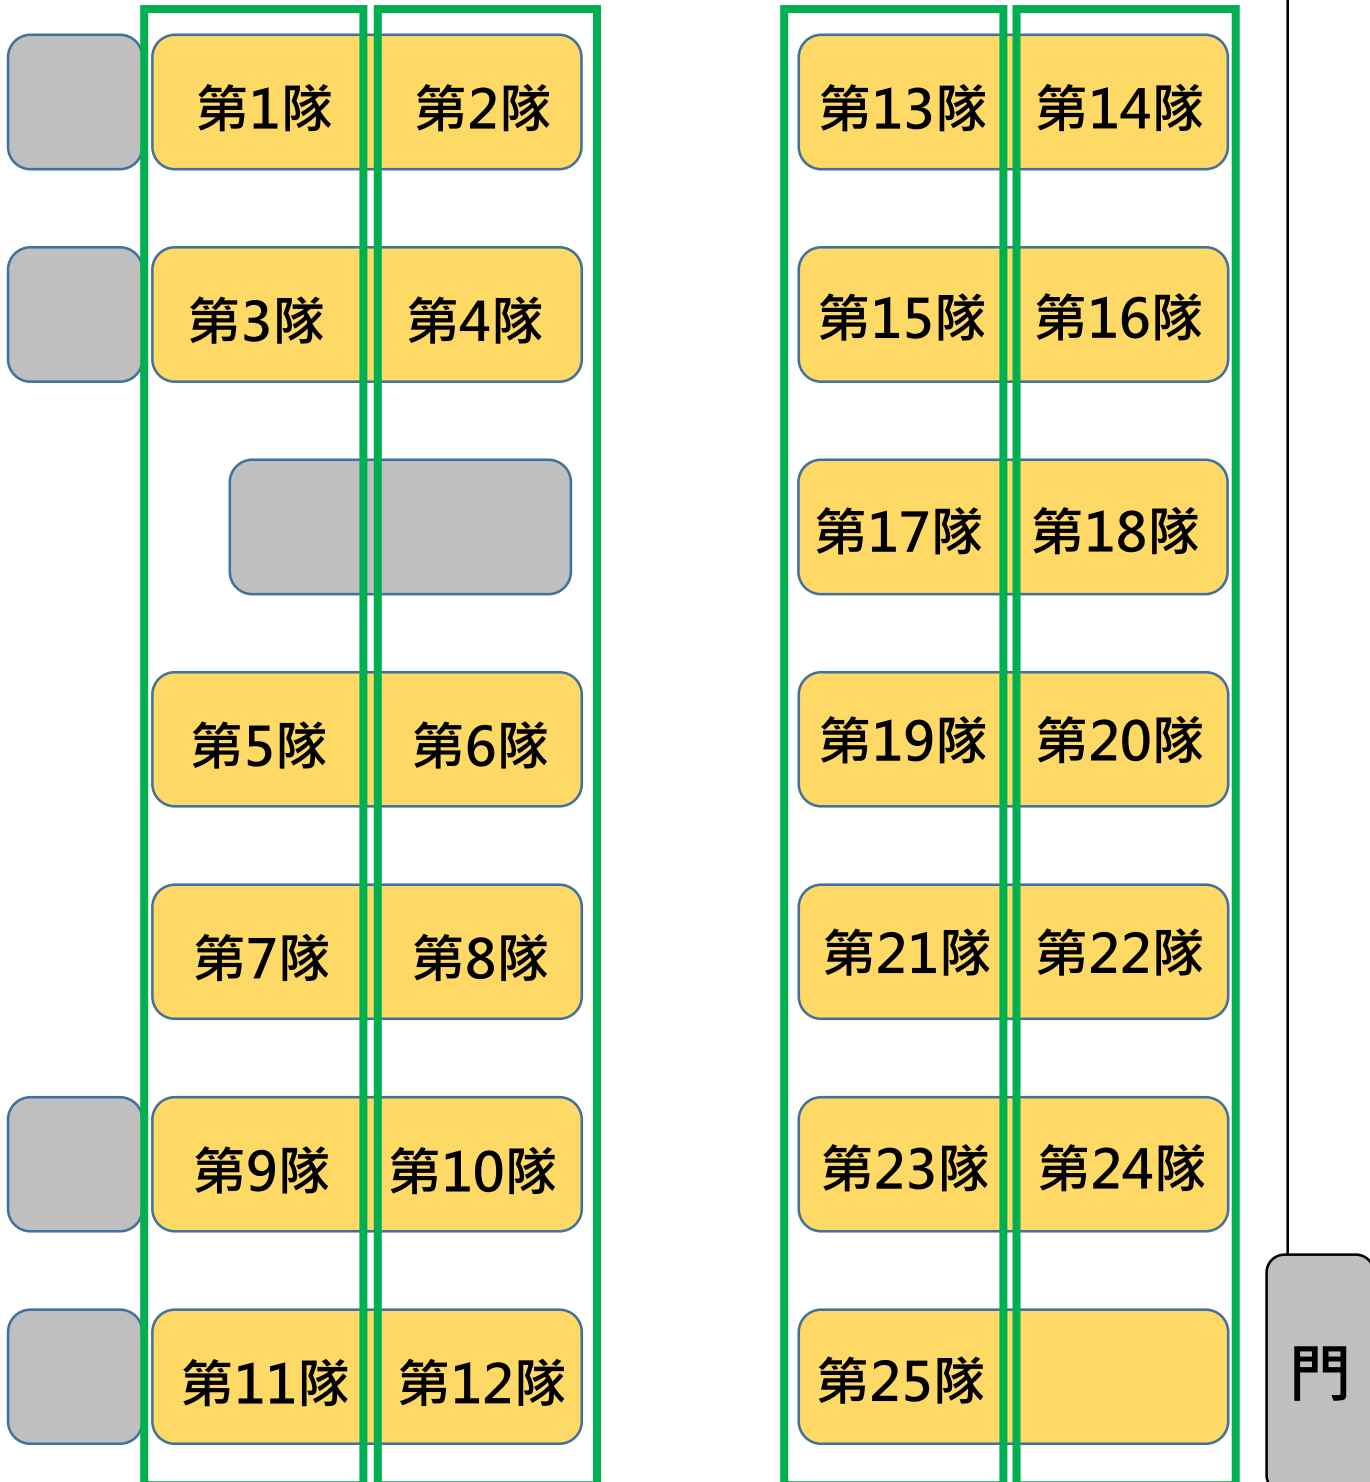 第1隊 第2隊 第13隊 第14隊
第3隊 第4隊 第15隊 第16隊
第17隊 第18隊
第5隊 第6隊 第19隊 第20隊
第7隊 第8隊 第21隊 第22隊
第9隊 第10隊 第23隊 第24隊
第11隊 第12隊 第25隊
門